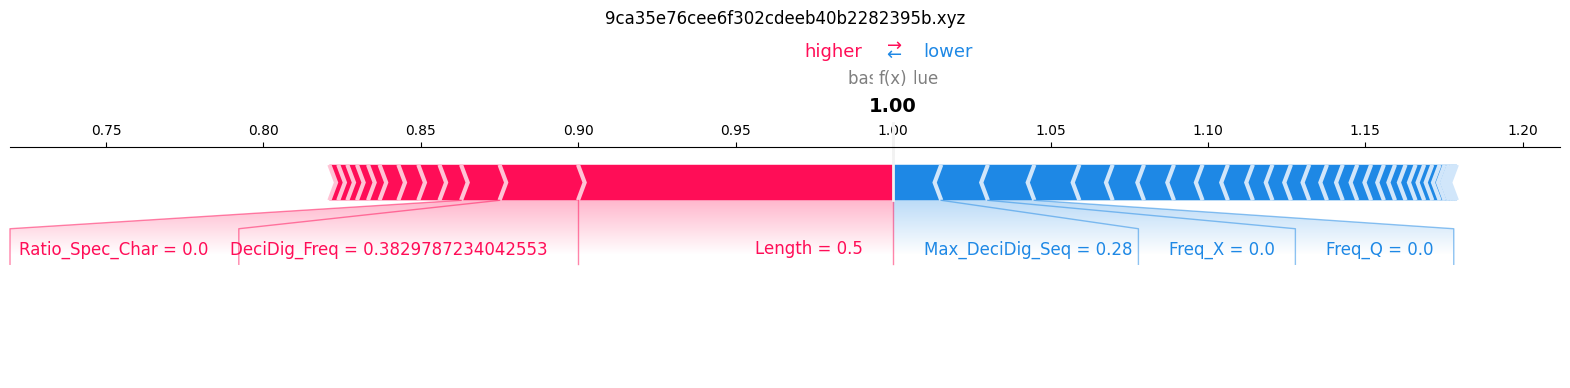 9ca35e76cee6f302cdeeb40b2282395b.xyz
higher ⇄ lower
f(x)
1.00
0.75 0.80 0.85 0.90 0.95 1.00 1.05 1.10 1.15 1.20
Ratio_Spec_Char = 0.0 DeciDig_Freq = 0.3829787234042553 Length = 0.5 Max_DeciDig_Seq = 0.28 Freq_X = 0.0 Freq_Q = 0.0